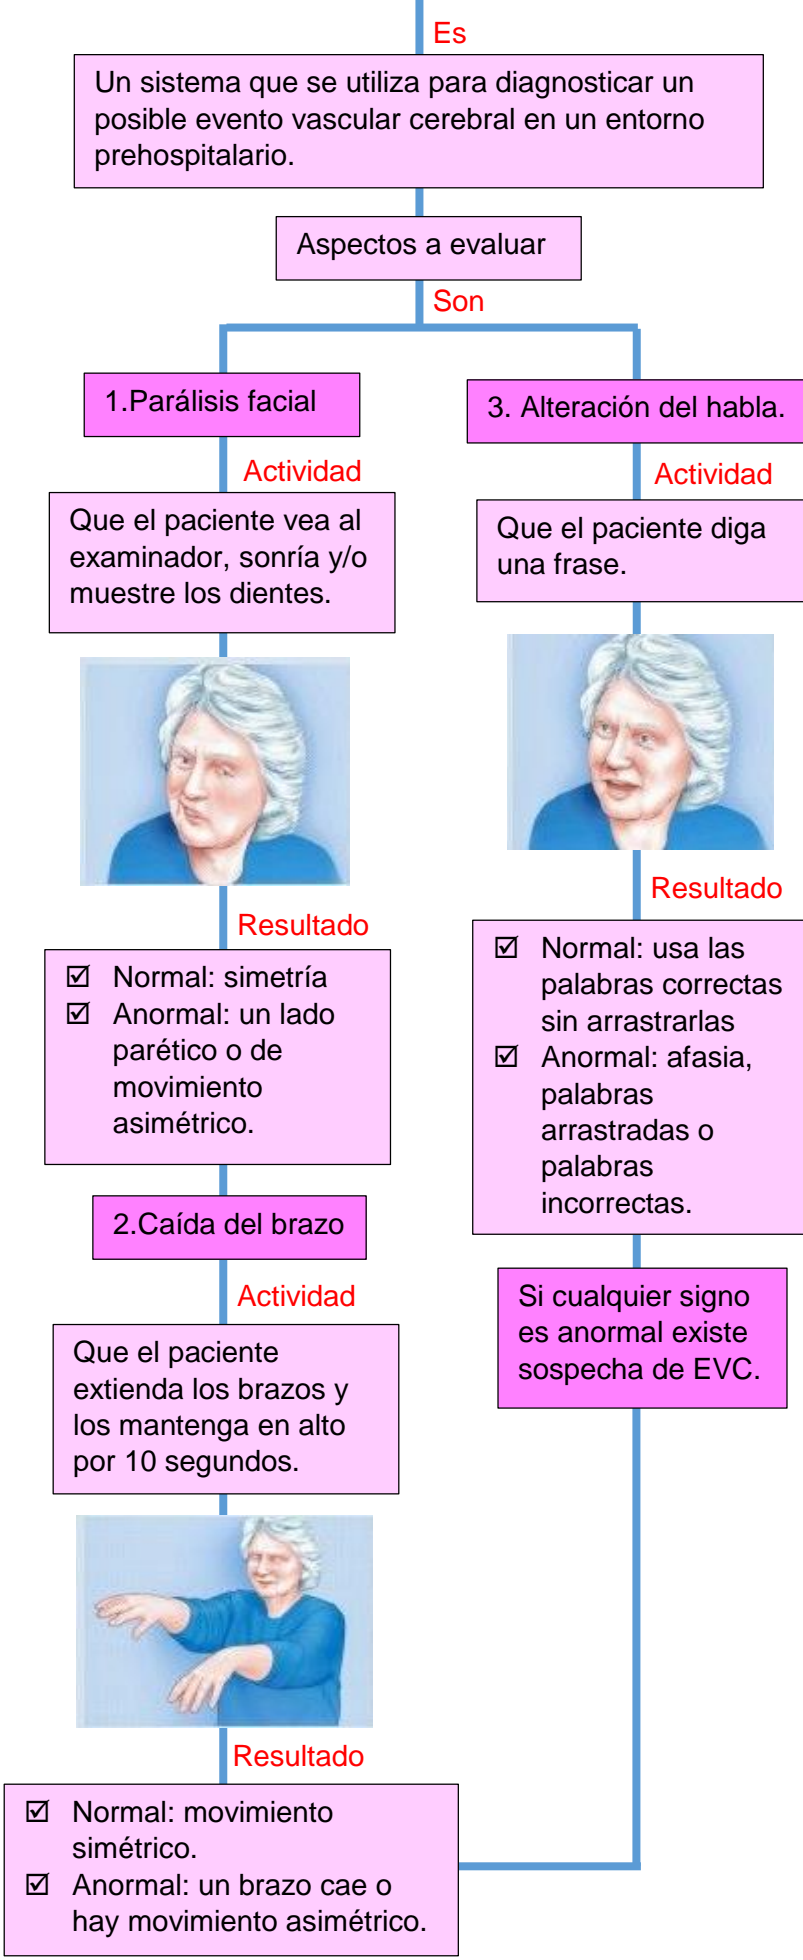 Es
Un sistema que se utiliza para diagnosticar un
posible evento vascular cerebral en un entorno
prehospitalario.
Aspectos a evaluar
Son
1.Parálisis facial
Actividad
Que el paciente vea al
examinador, sonría y/o
muestre los dientes.
Resultado
☑ Normal: simetría
☑ Anormal: un lado
parético o de
movimiento
asimétrico.
2.Caída del brazo
Actividad
Que el paciente
extienda los brazos y
los mantenga en alto
por 10 segundos.
Resultado
☑ Normal: movimiento
simétrico.
☑ Anormal: un brazo cae o
hay movimiento asimétrico.
3. Alteración del habla.
Actividad
Que el paciente diga
una frase.
Resultado
☑ Normal: usa las
palabras correctas
sin arrastrarlas
☑ Anormal: afasia,
palabras
arrastradas o
palabras
incorrectas.
Si cualquier signo
es anormal existe
sospecha de EVC.